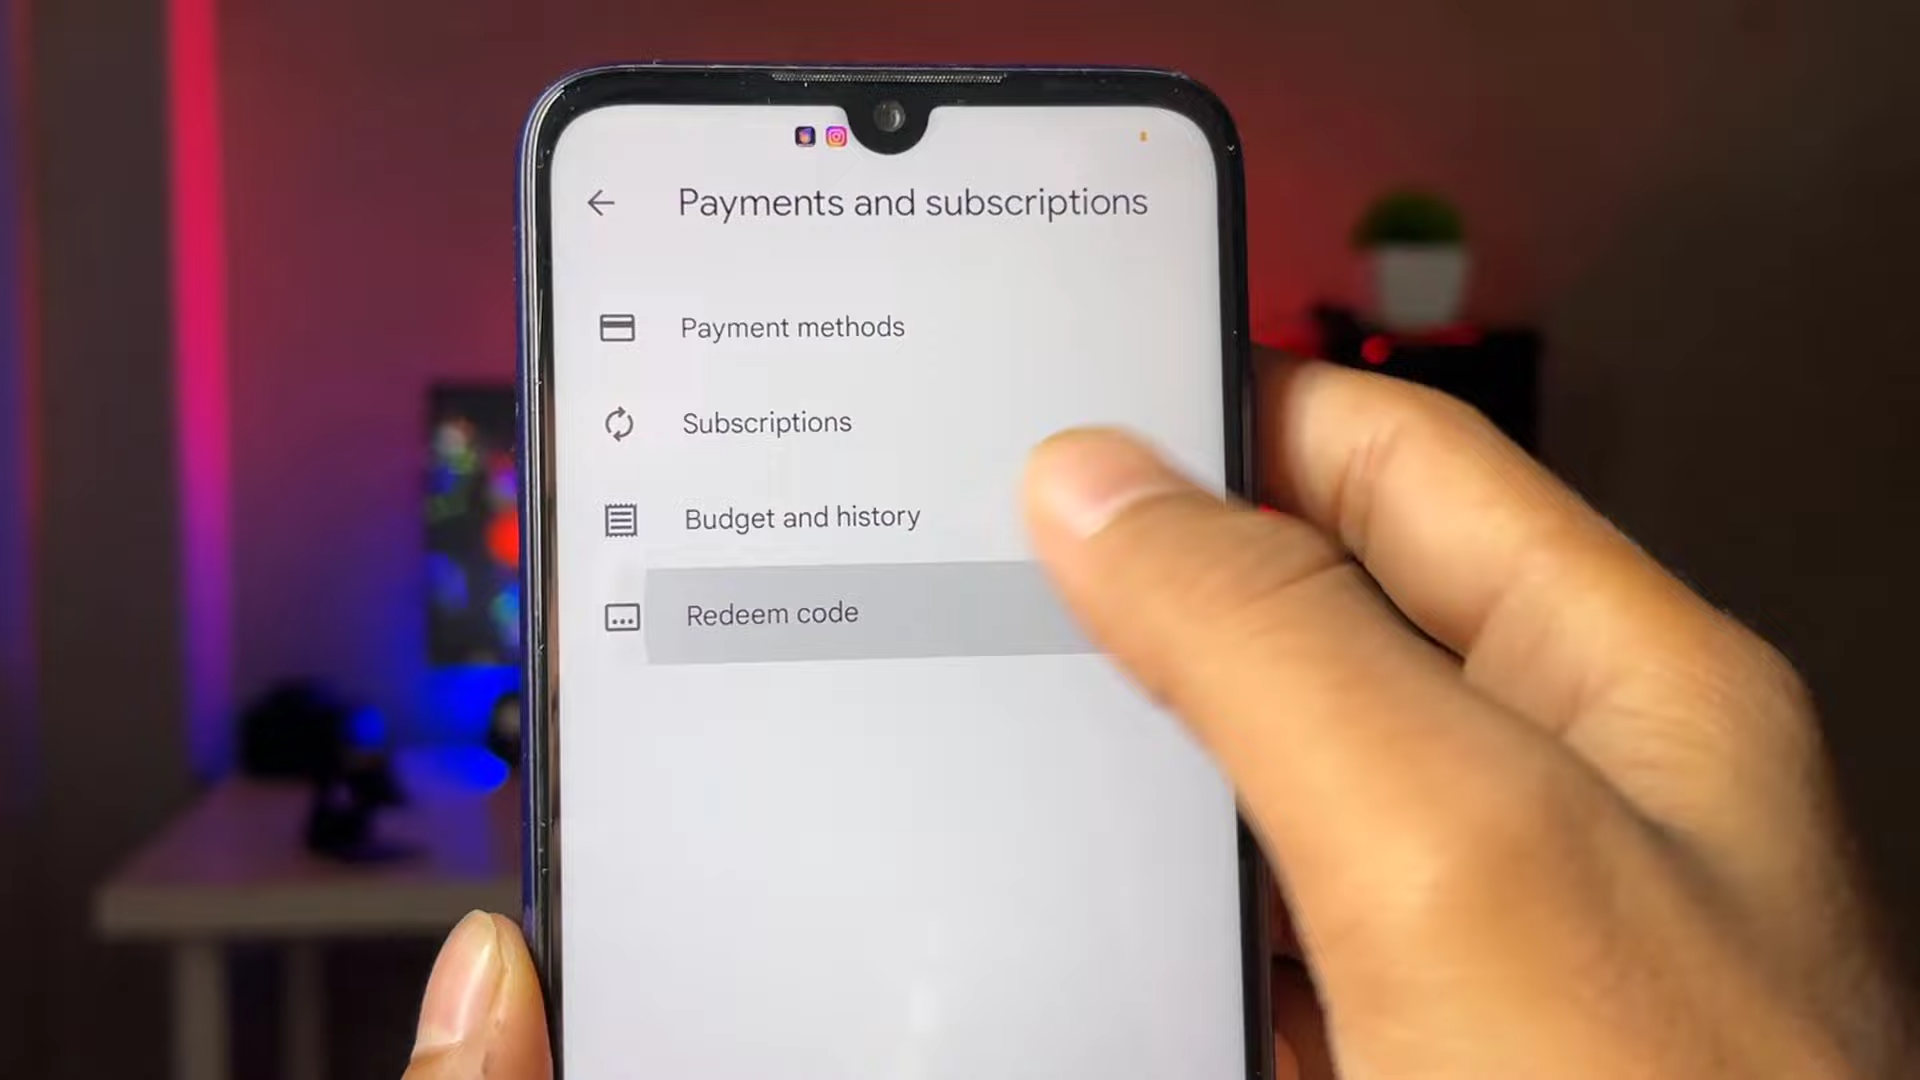 Payments and subscriptions
Payment methods
Subscriptions
Budget and history
Redeem code